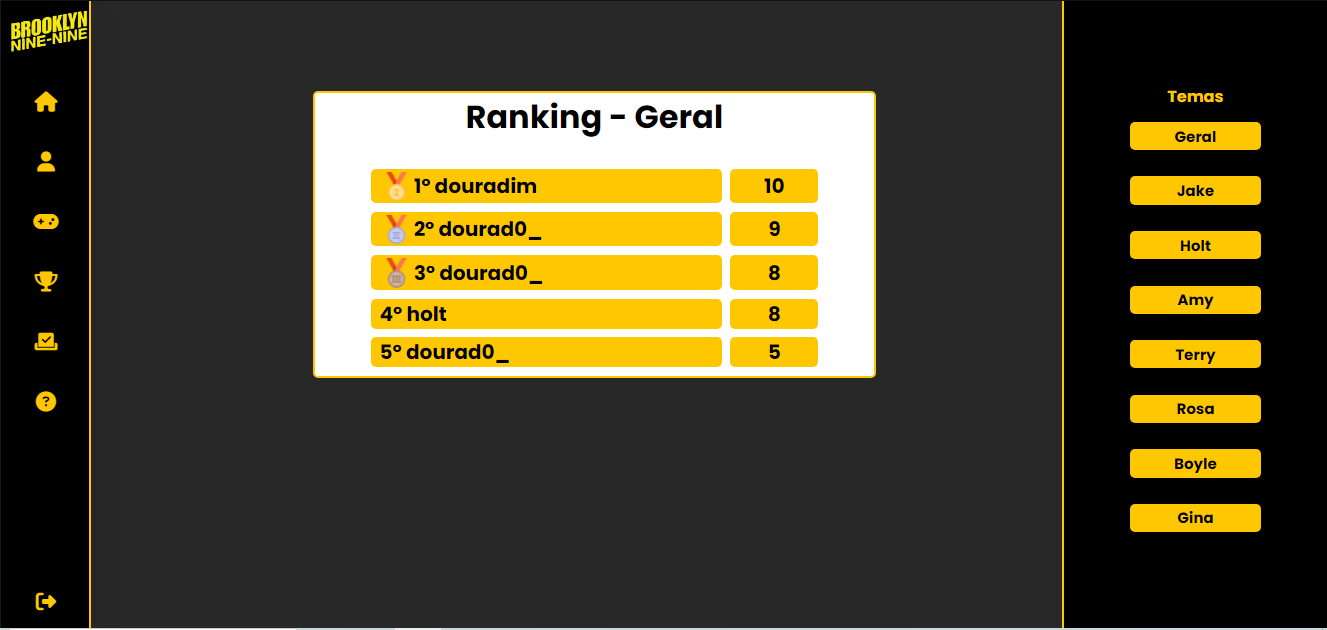 BROOKLYN
NINE-NINE
Ranking - Geral
1º douradim 10
2º dourad0_ 9
3º dourad0_ 8
4º holt 8
5º dourad0_ 5
Temas
Geral
Jake
Holt
Amy
Terry
Rosa
Boyle
Gina